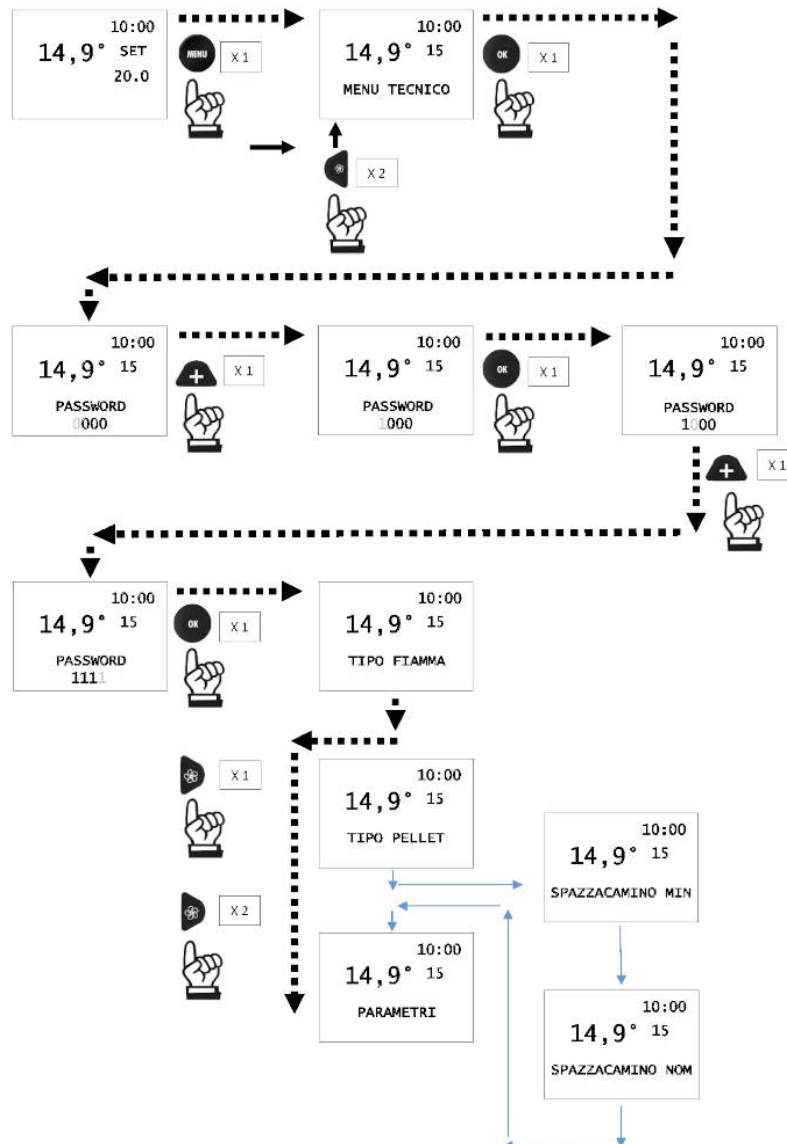 10:00
14,9° SET
20.0
MENU
X 1
10:00
14,9° 15
MENU TECNICO
OK
X 1
X 2
10:00
14,9° 15
PASSWORD
0000
+
X 1
10:00
14,9° 15
PASSWORD
1000
OK
X 1
10:00
14,9° 15
PASSWORD
1000
+
X 1
10:00
14,9° 15
PASSWORD
1111
OK
X 1
10:00
14,9° 15
TIPO FIAMMA
X 1
10:00
14,9° 15
TIPO PELLET
10:00
14,9° 15
SPAZZACAMINO MIN
X 2
10:00
14,9° 15
PARAMETRI
10:00
14,9° 15
SPAZZACAMINO NOM